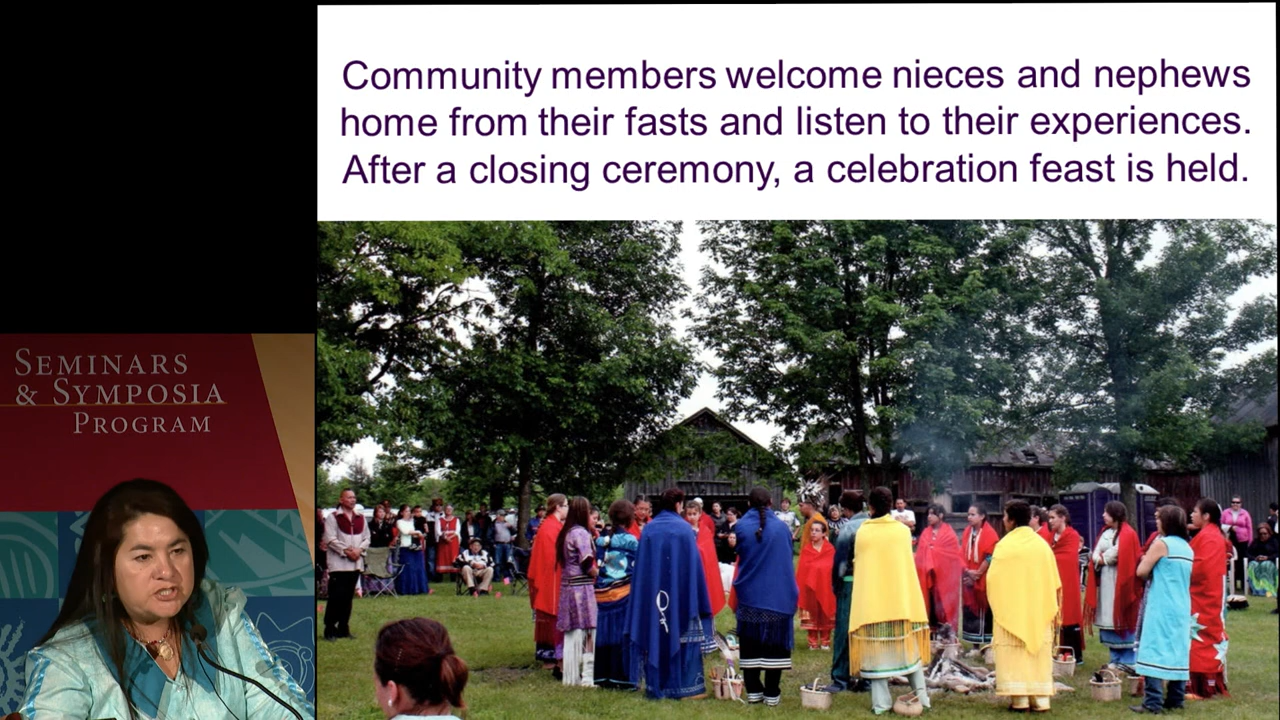 Community members welcome nieces and nephews
home from their fasts and listen to their experiences.
After a closing ceremony, a celebration feast is held.
SEMINARS
& SYMPOSIA
PROGRAM